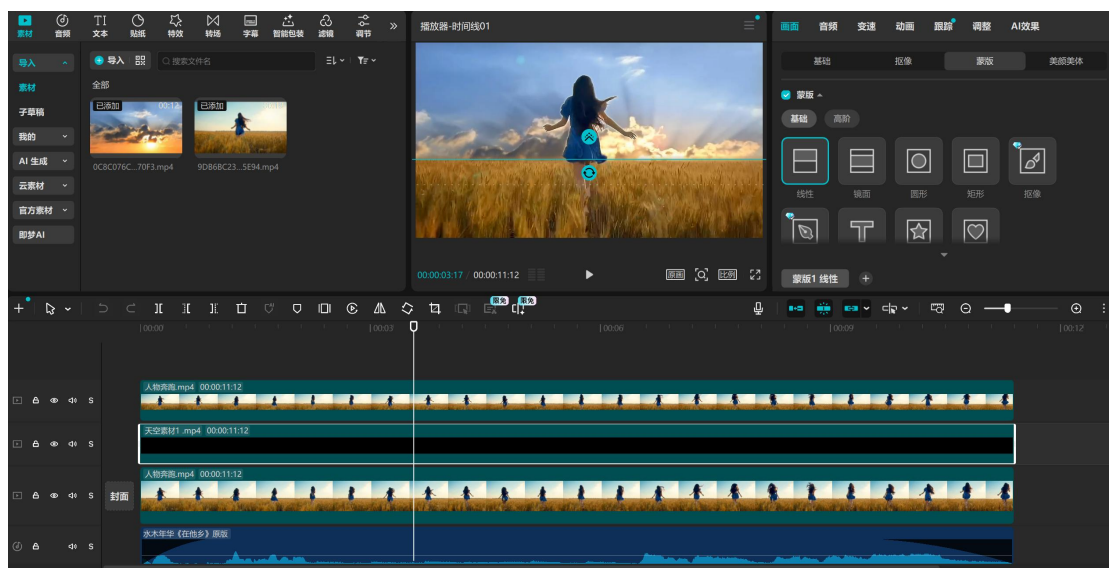 素材 音频 文本 贴纸 特效 转场 字幕 智能包装 滤镜 调节
播放器-时间线01
画面 音频 变速 动画 跟踪 调整 AI效果
导入
素材
子草稿
我的
AI 生成
云素材
官方素材
即梦AI
导入
搜索文件名
全部
已添加 00:12
已添加
0C8C076C...70F3.mp4
9DB6BC23...5E94.mp4
00:00:03:17 / 00:00:11:12
原画
比例
基础 抠像 蒙版 美颜美体
蒙版
基础 高阶
线性 镜面 圆形 矩形 抠像
蒙版1 线性
限免 限免
00:00 00:03 00:06 00:09 00:12
人物奔跑.mp4 00:00:11:12
S
天空素材1 .mp4 00:00:11:12
S
人物奔跑.mp4 00:00:11:12
S 封面
水木年华《在他乡》原版
S